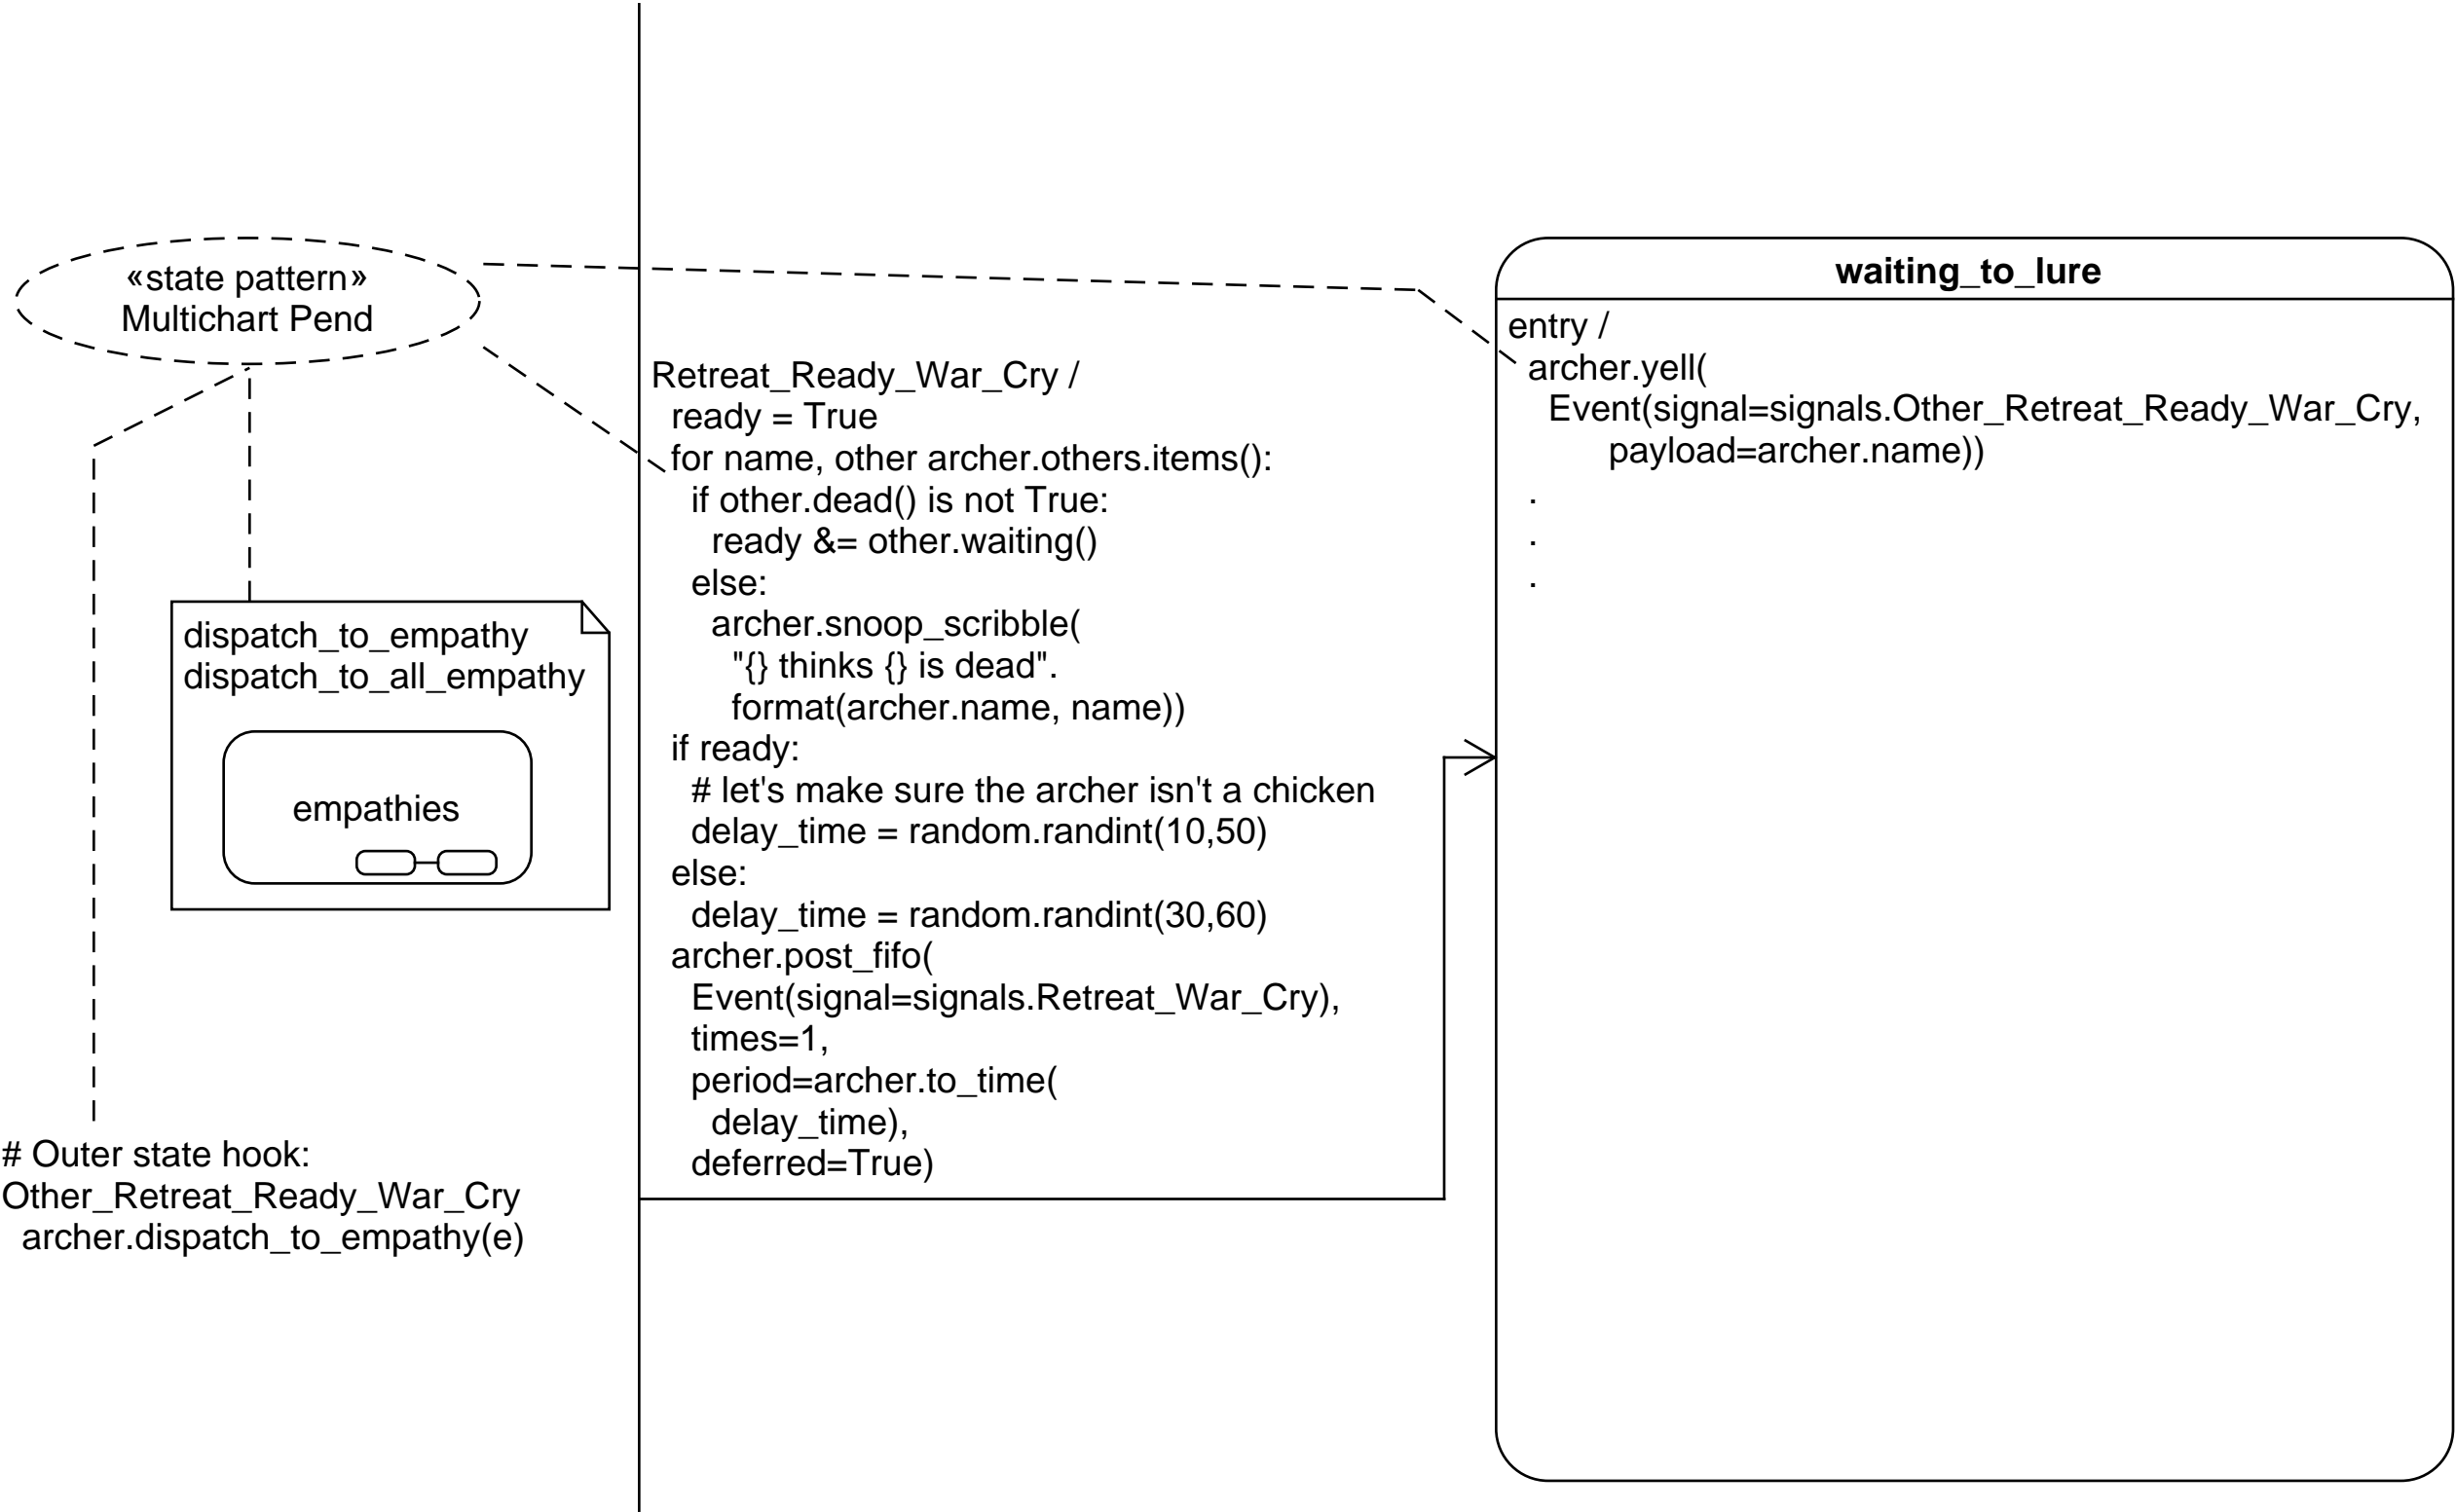 «state pattern»
Multichart Pend
dispatch_to_empathy
dispatch_to_all_empathy
empathies
# Outer state hook:
Other_Retreat_Ready_War_Cry
archer.dispatch_to_empathy(e)
Retreat_Ready_War_Cry /
ready = True
for name, other archer.others.items():
if other.dead() is not True:
ready &= other.waiting()
else:
archer.snoop_scribble(
"{} thinks {} is dead".
format(archer.name, name))
if ready:
# let's make sure the archer isn't a chicken
delay_time = random.randint(10,50)
else:
delay_time = random.randint(30,60)
archer.post_fifo(
Event(signal=signals.Retreat_War_Cry),
times=1,
period=archer.to_time(
delay_time),
deferred=True)
waiting_to_lure
entry /
archer.yell(
Event(signal=signals.Other_Retreat_Ready_War_Cry,
payload=archer.name))
.
.
.